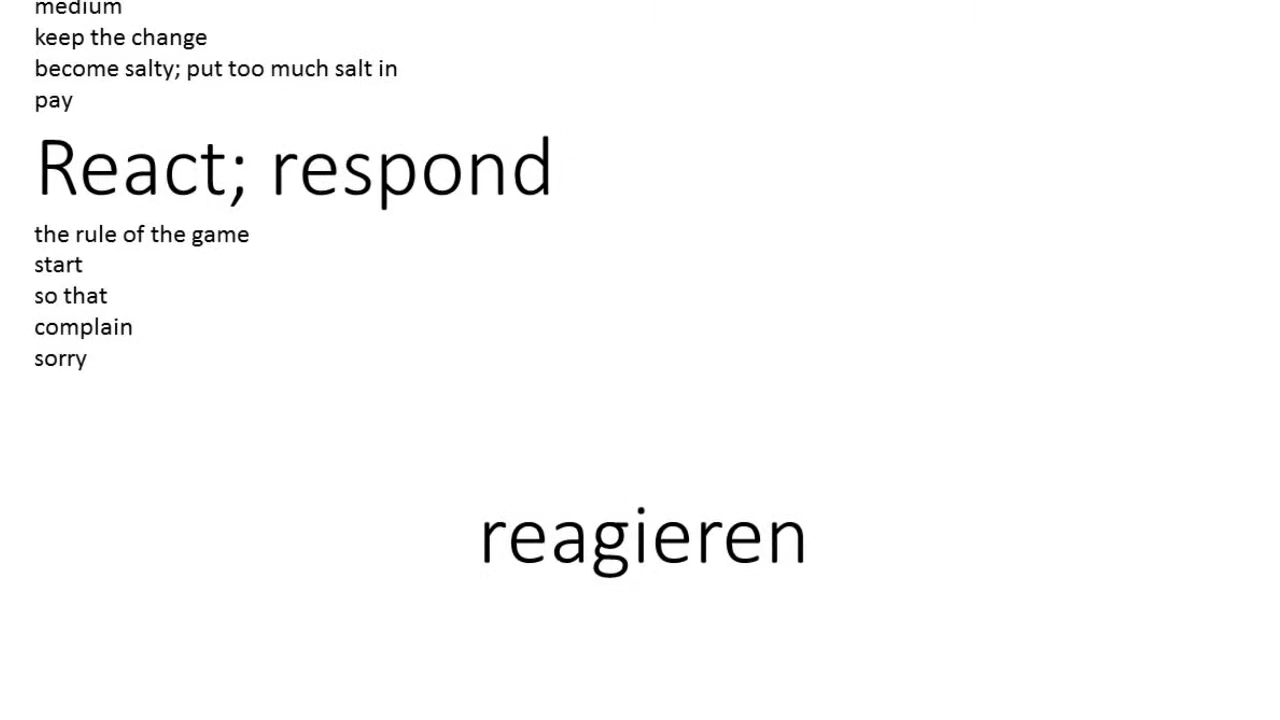 medium
keep the change
become salty; put too much salt in
pay
React; respond
the rule of the game
start
so that
complain
sorry
reagieren